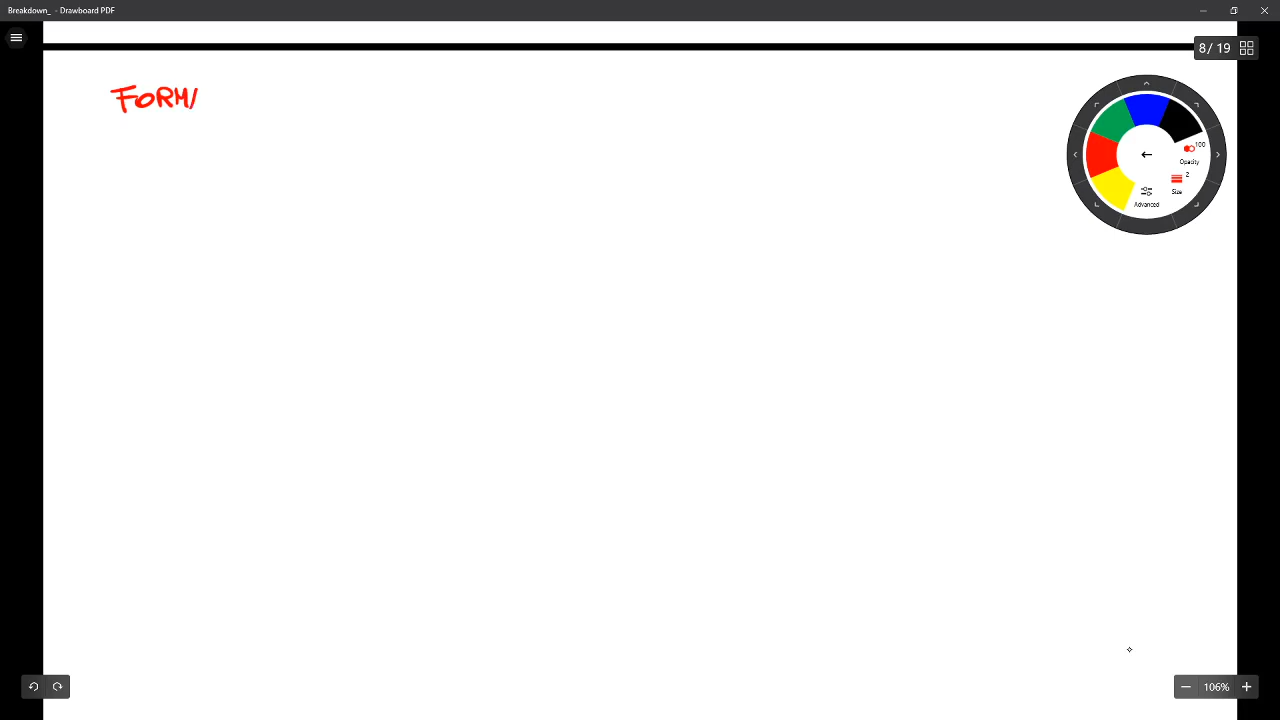 Breakdown_ - Drawboard PDF
8/ 19
FORM/
100
Opacity
2
Size
Advanced
106%